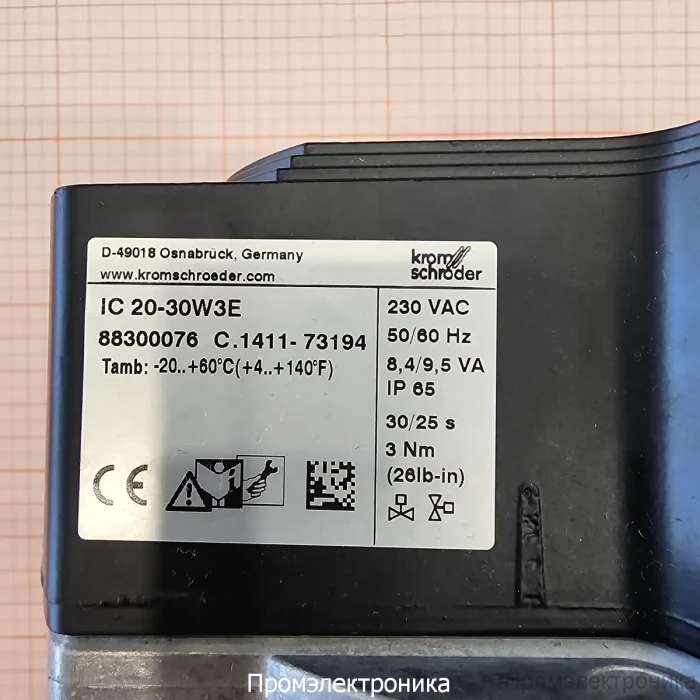 D-49018 Osnabrück, Germany
www.kromschroeder.com
krom
schröder
IC 20-30W3E
88300076 C.1411- 73194
Tamb: -20..+60°C(+4..+140°F)
230 VAC
50/60 Hz
8,4/9,5 VA
IP 65
30/25 s
3 Nm
(26lb-in)
CE
Промэлектроника
Промэлектроника